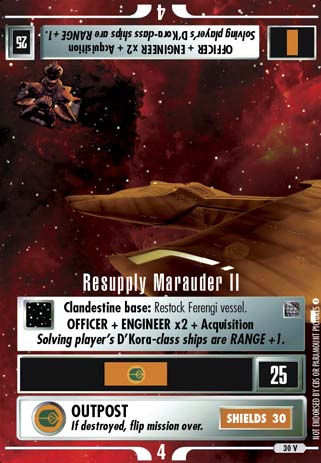 4
OFFICER + ENGINEER x2 + Acquisition
Solving player's D'Kora-class ships are RANGE +1.
25
Resupply Marauder II
Clandestine base: Restock Ferengi vessel.
OFFICER + ENGINEER x2 + Acquisition
Solving player's D'Kora-class ships are RANGE +1.
25
OUTPOST
If destroyed, flip mission over.
SHIELDS 30
4
30 V
NOT ENDORSED BY CBS OR PARAMOUNT PICTURES